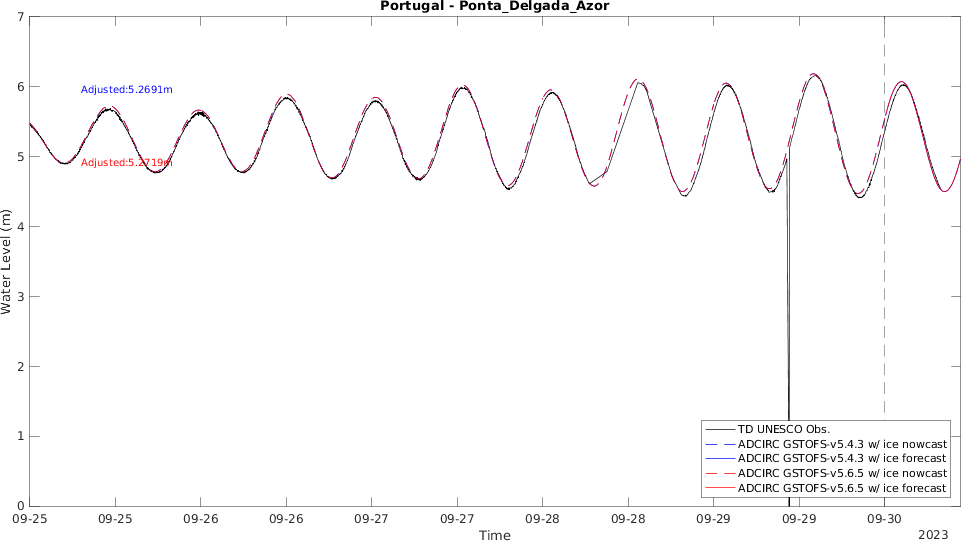 Portugal - Ponta_Delgada_Azor
7
6
5
4
3
2
1
0
Water Level (m)
Adjusted:5.2691m
Adjusted:5.2719m
TD UNESCO Obs.
ADCIRC GSTOFS-v5.4.3 w/ ice nowcast
ADCIRC GSTOFS-v5.4.3 w/ ice forecast
ADCIRC GSTOFS-v5.6.5 w/ ice nowcast
ADCIRC GSTOFS-v5.6.5 w/ ice forecast
09-25 09-25 09-26 09-26 09-27 09-27 09-28 09-28 09-29 09-29 09-30
Time
2023